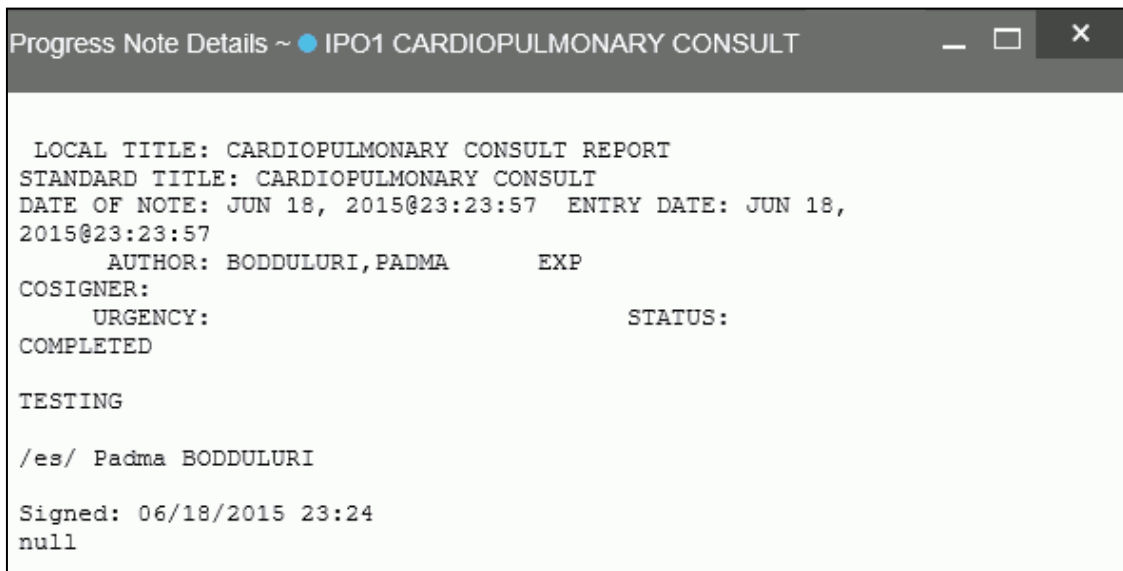 Progress Note Details ~ IPO1 CARDIOPULMONARY CONSULT
LOCAL TITLE: CARDIOPULMONARY CONSULT REPORT
STANDARD TITLE: CARDIOPULMONARY CONSULT
DATE OF NOTE: JUN 18, 2015@23:23:57 ENTRY DATE: JUN 18,
2015@23:23:57
AUTHOR: BODDULURI,PADMA EXP
COSIGNER:
URGENCY: STATUS:
COMPLETED
TESTING
/es/ Padma BODDULURI
Signed: 06/18/2015 23:24
null